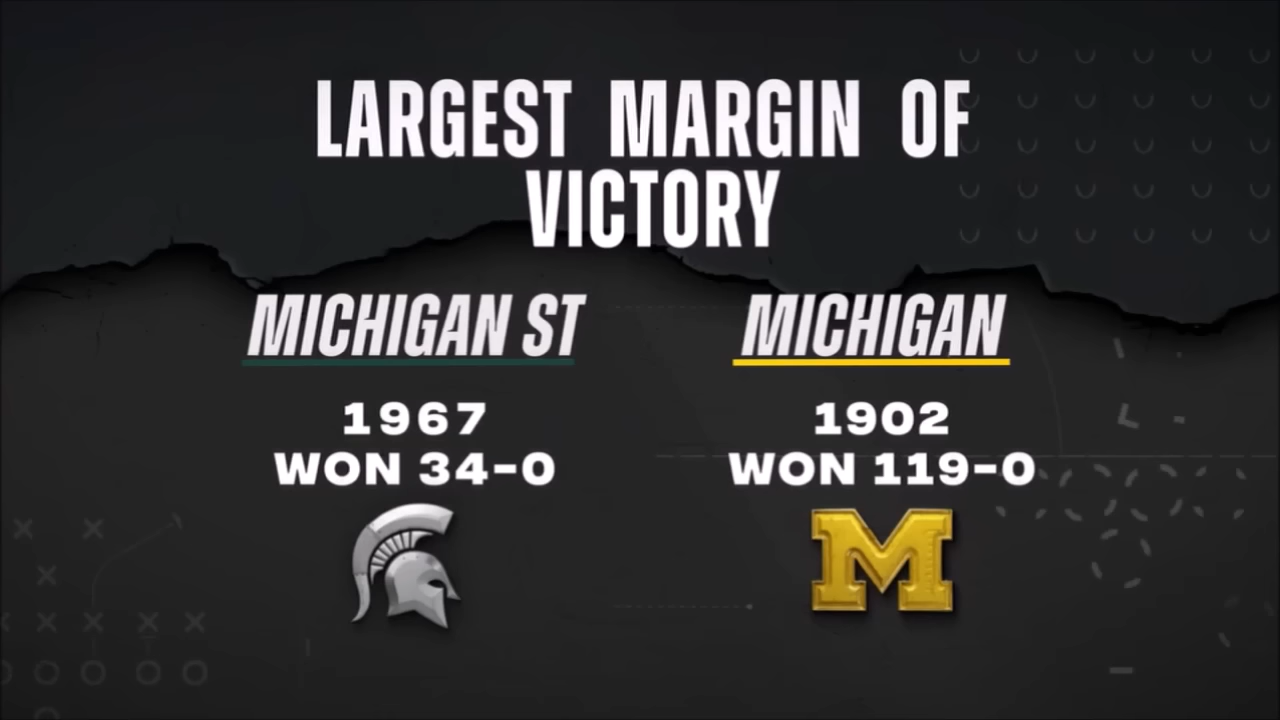 LARGEST MARGIN OF
VICTORY
MICHIGAN ST
MICHIGAN
1967
WON 34-0
1902
WON 119-0
M